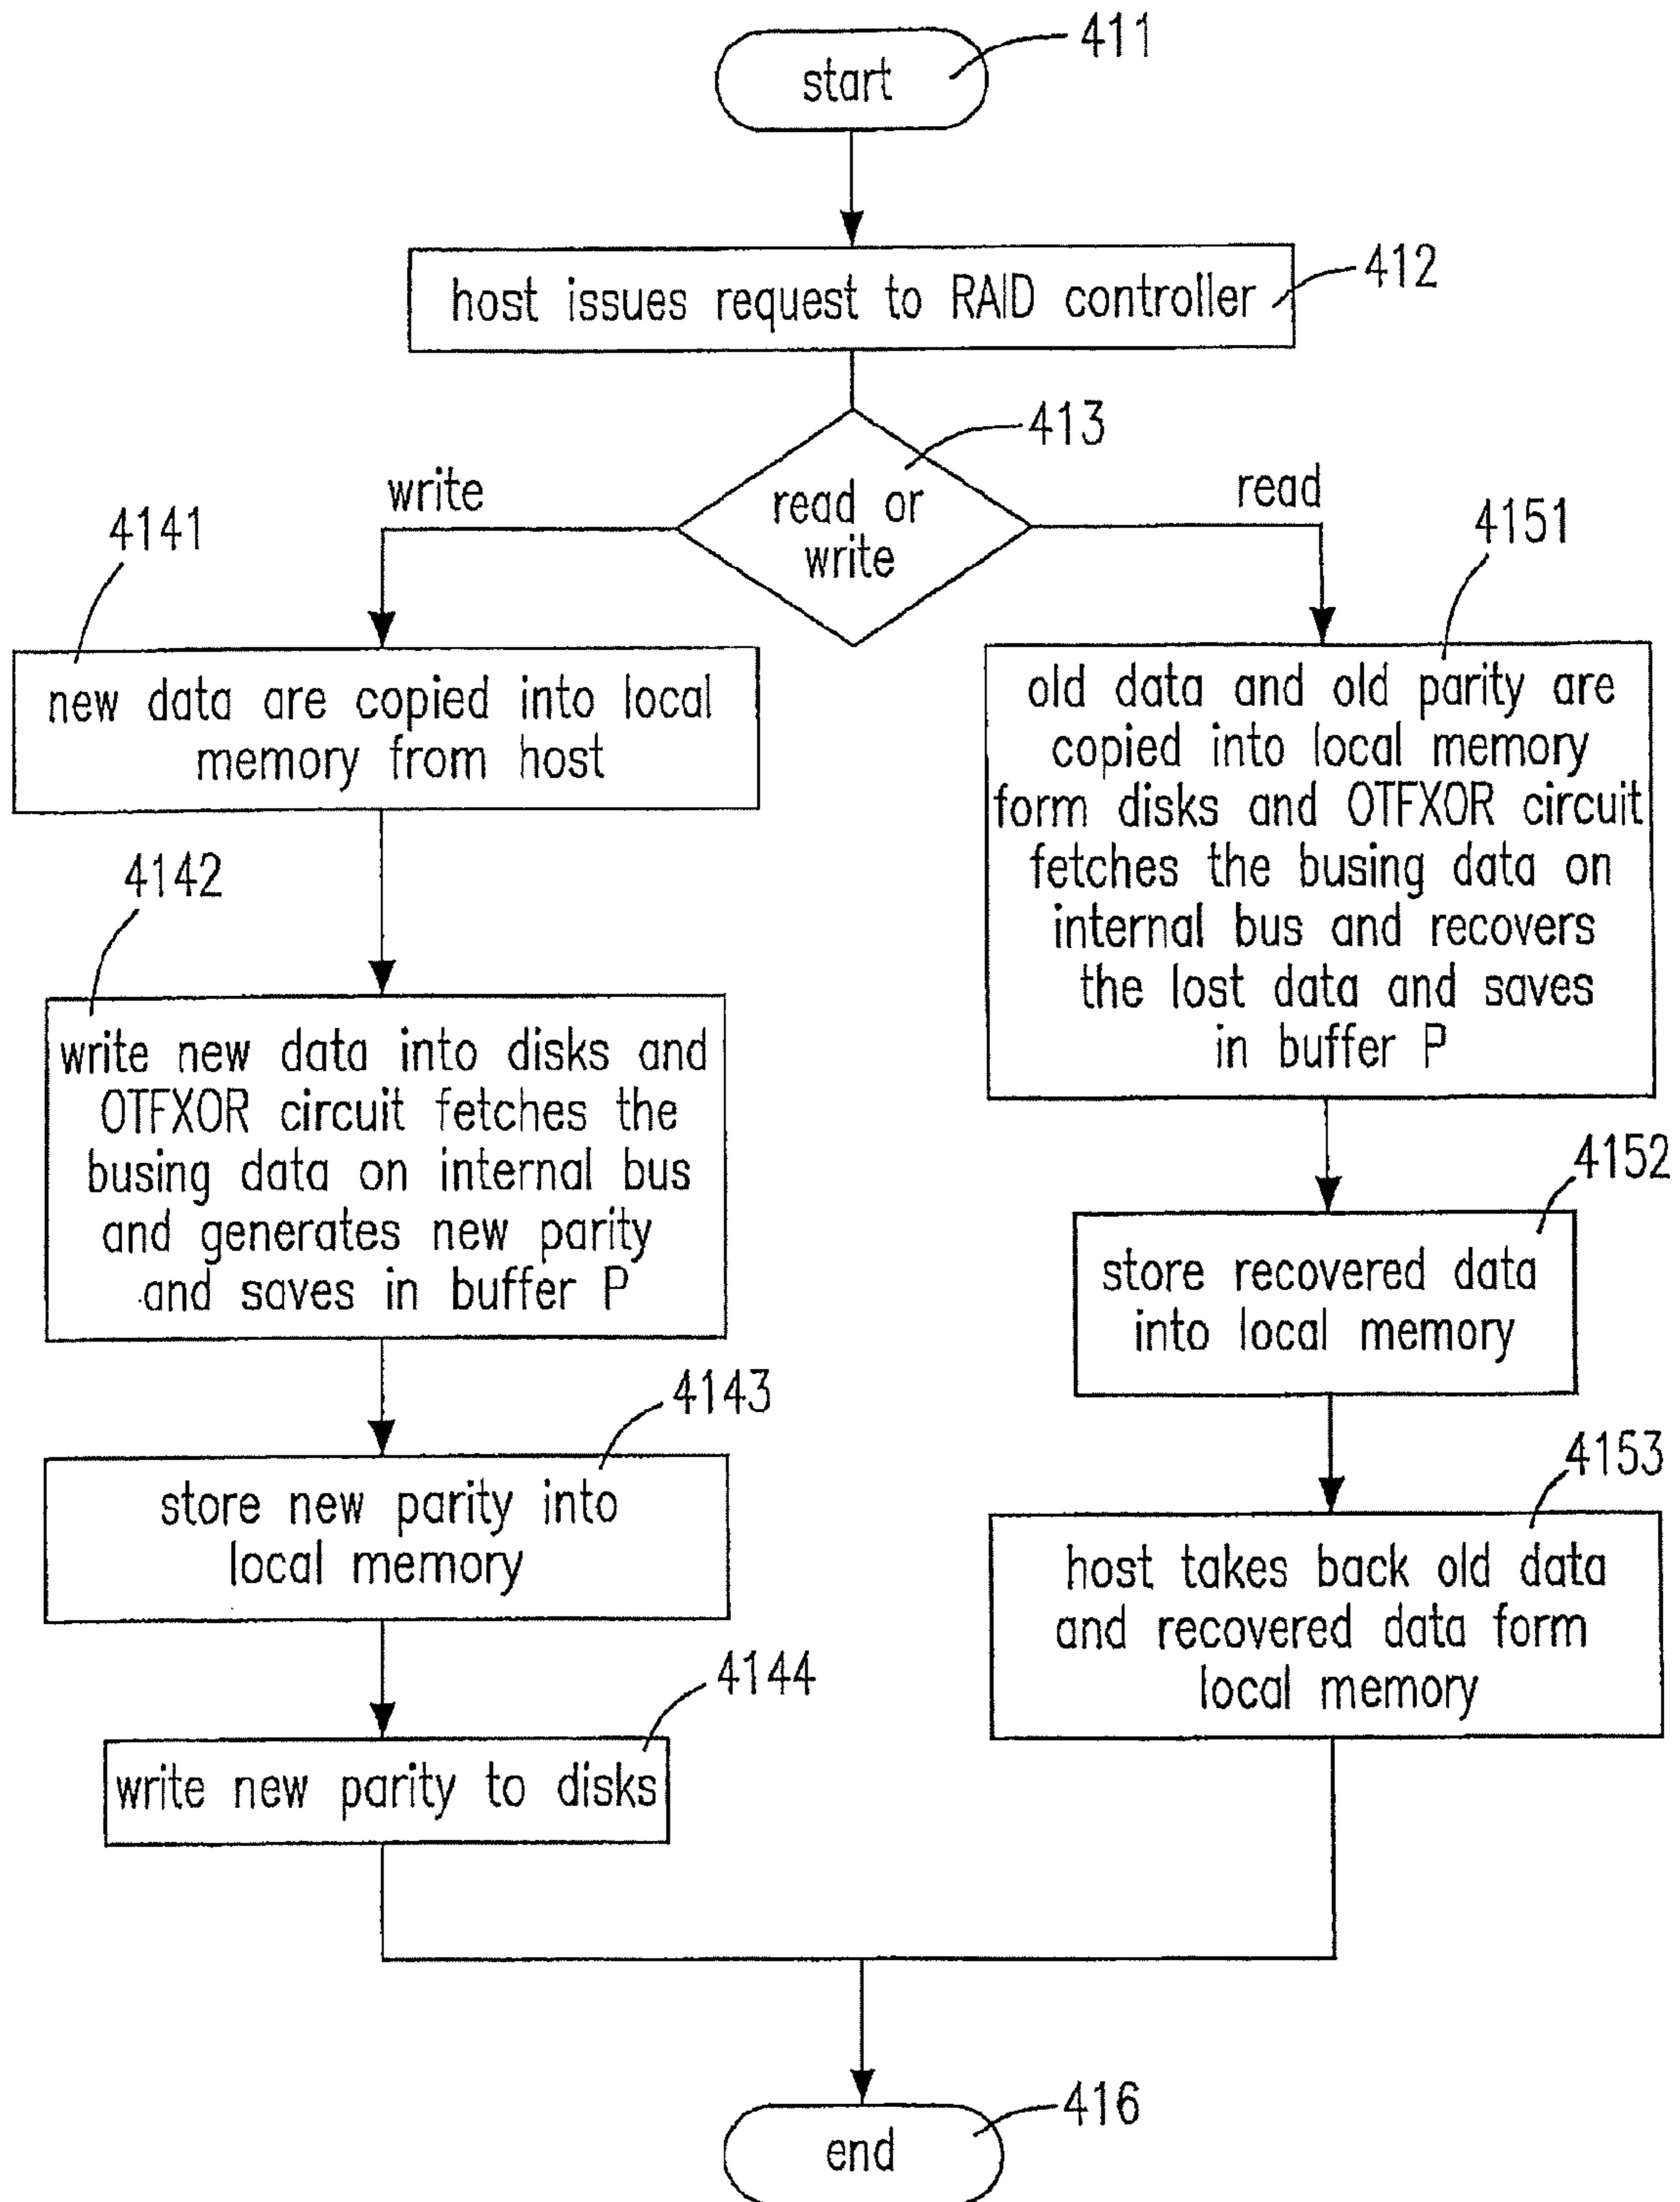 411
start
412
host issues request to RAID controller
413
read or
write
write
read
4141
new data are copied into local
memory from host
4142
write new data into disks and
OTFXOR circuit fetches the
busing data on internal bus
and generates new parity
and saves in buffer P
4143
store new parity into
local memory
4144
write new parity to disks
4151
old data and old parity are
copied into local memory
form disks and OTFXOR circuit
fetches the busing data on
internal bus and recovers
the lost data and saves
in buffer P
4152
store recovered data
into local memory
4153
host takes back old data
and recovered data form
local memory
416
end